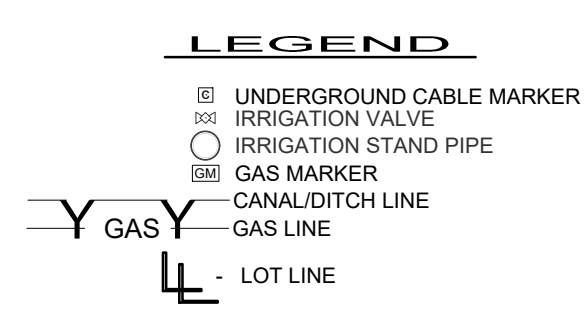 LEGEND
C UNDERGROUND CABLE MARKER
IRRIGATION VALVE
IRRIGATION STAND PIPE
GM GAS MARKER
CANAL/DITCH LINE
GAS GAS LINE
- LOT LINE